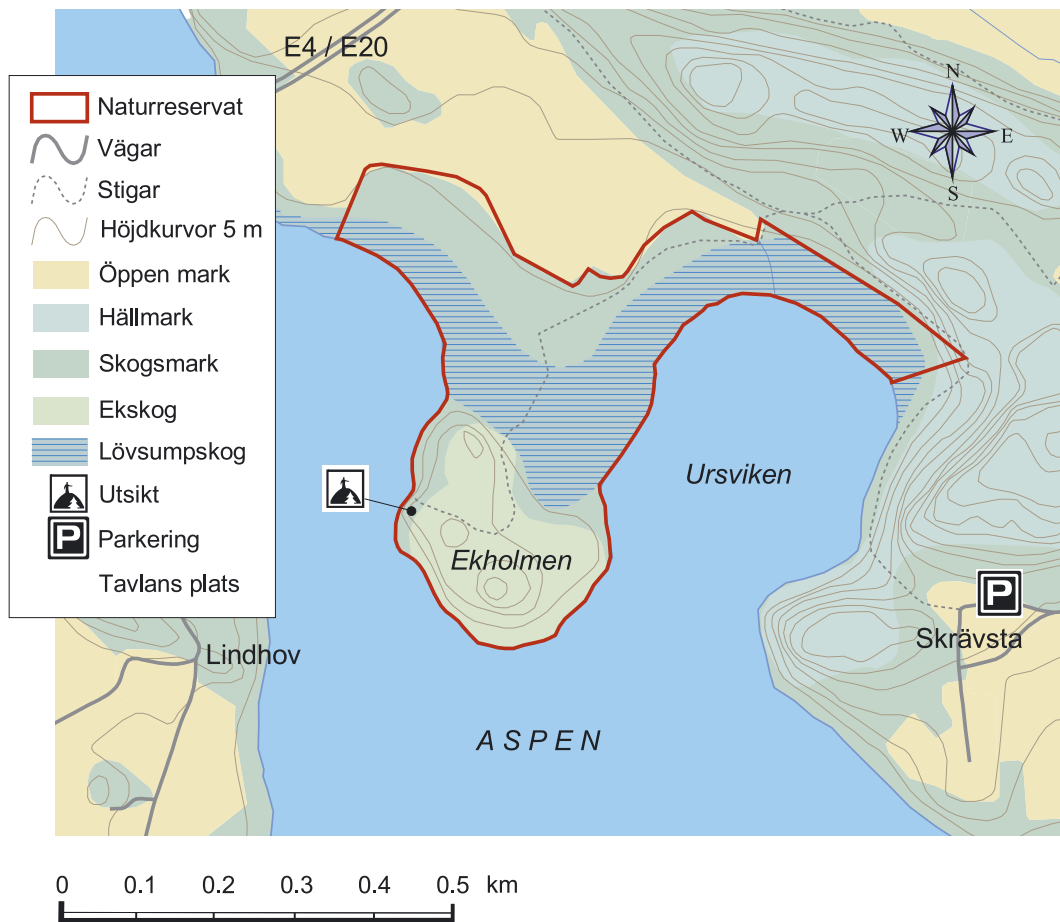 E4 / E20
Naturreservat
Vägar
Stigar
Höjdkurvor 5 m
Öppen mark
Hällmark
Skogsmark
Ekskog
Lövsumpskog
Utsikt
P Parkering
Tavlans plats
N
W E
S
Ursviken
Ekholmen
P
Skrävsta
Lindhov
ASPEN
0 0.1 0.2 0.3 0.4 0.5 km